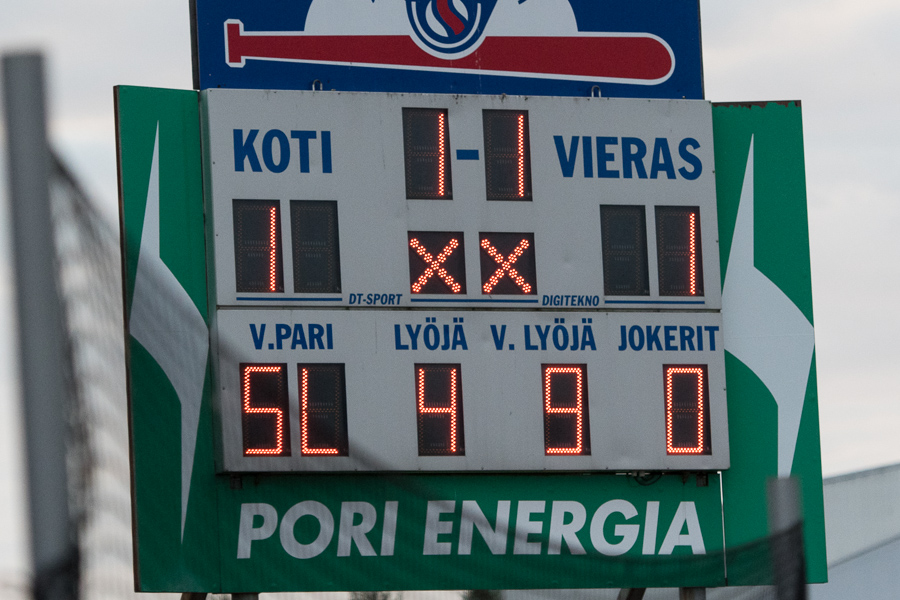 KOTI 1-1 VIERAS
1 XX 1
DT-SPORT DIGITEKNO
V.PARI LYÖJÄ V. LYÖJÄ JOKERIT
SL 4 9 0
PORI ENERGIA